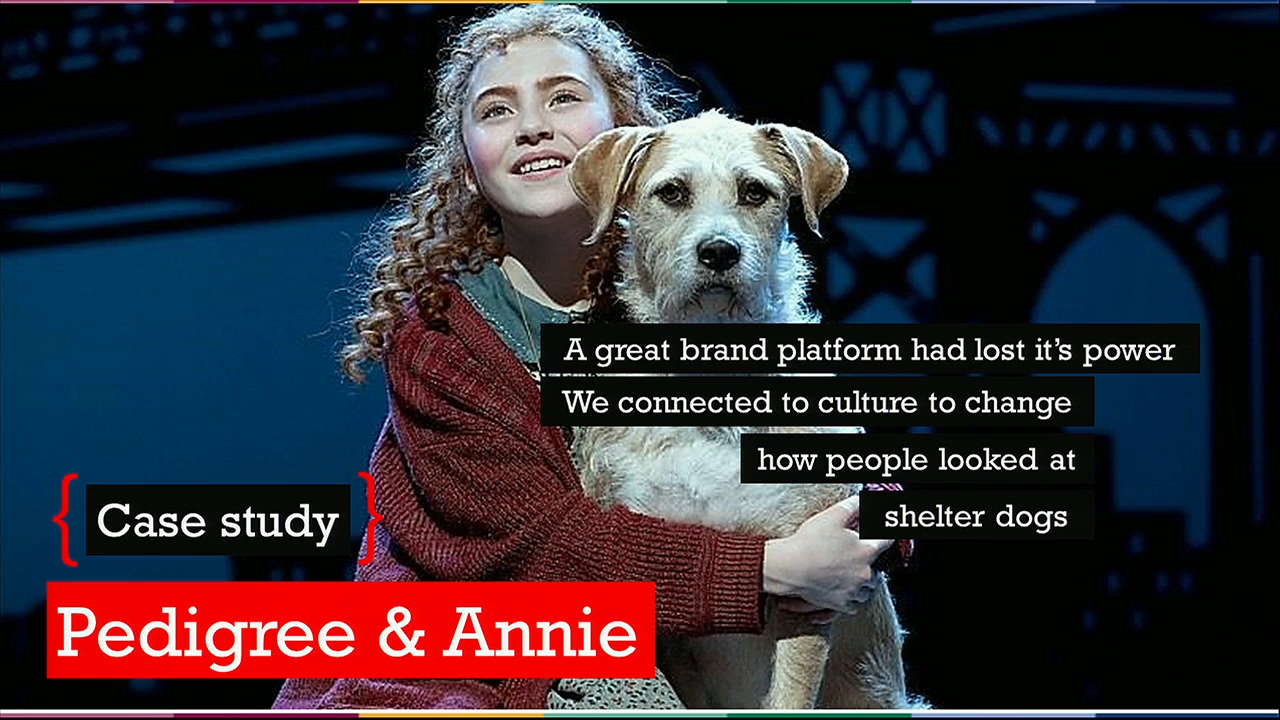 A great brand platform had lost it’s power
We connected to culture to change
how people looked at
shelter dogs
{Case study}
Pedigree & Annie